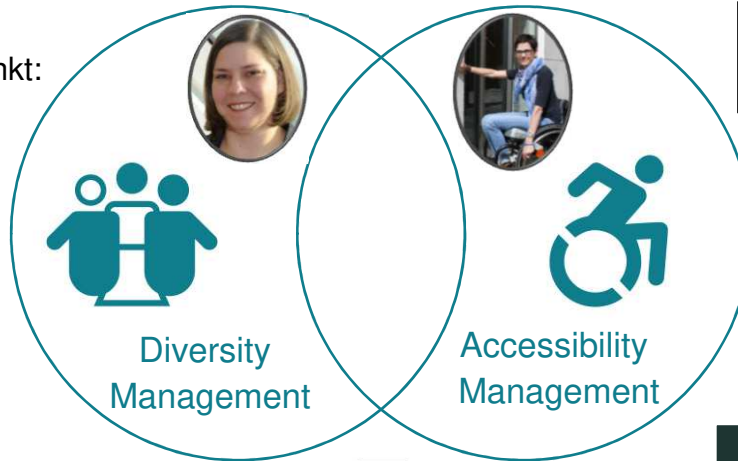 nkt:
Diversity
Management
Accessibility
Management